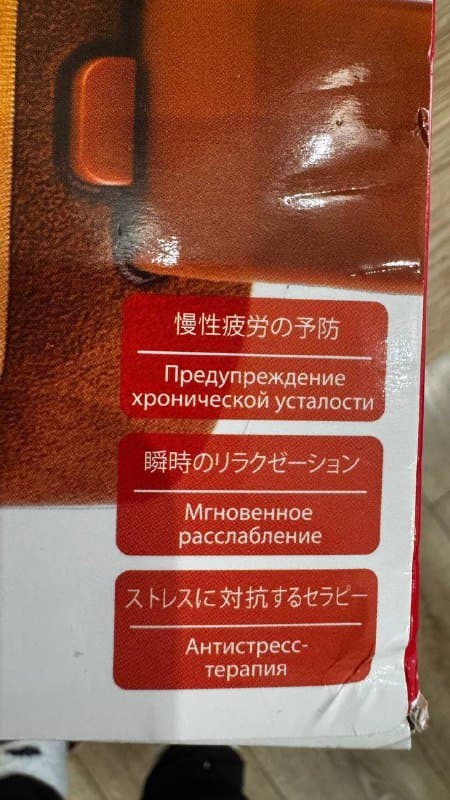 慢性疲労の予防
Предупреждение
хронической усталости
瞬時のリラクゼーション
Мгновенное
расслабление
ストレスに対抗するセラピー
Антистресс-
терапия